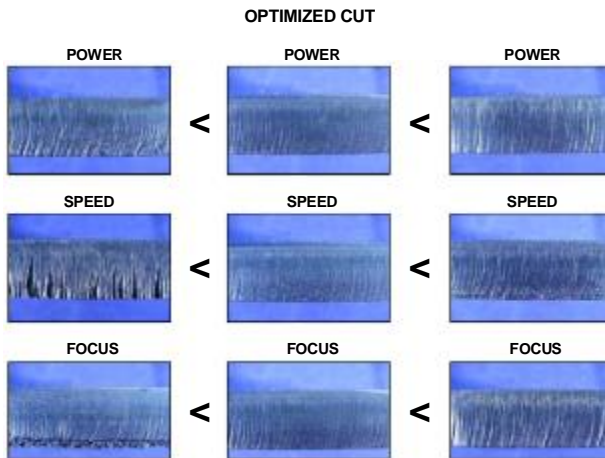 OPTIMIZED CUT
POWER POWER POWER
< <
SPEED SPEED SPEED
< <
FOCUS FOCUS FOCUS
< <